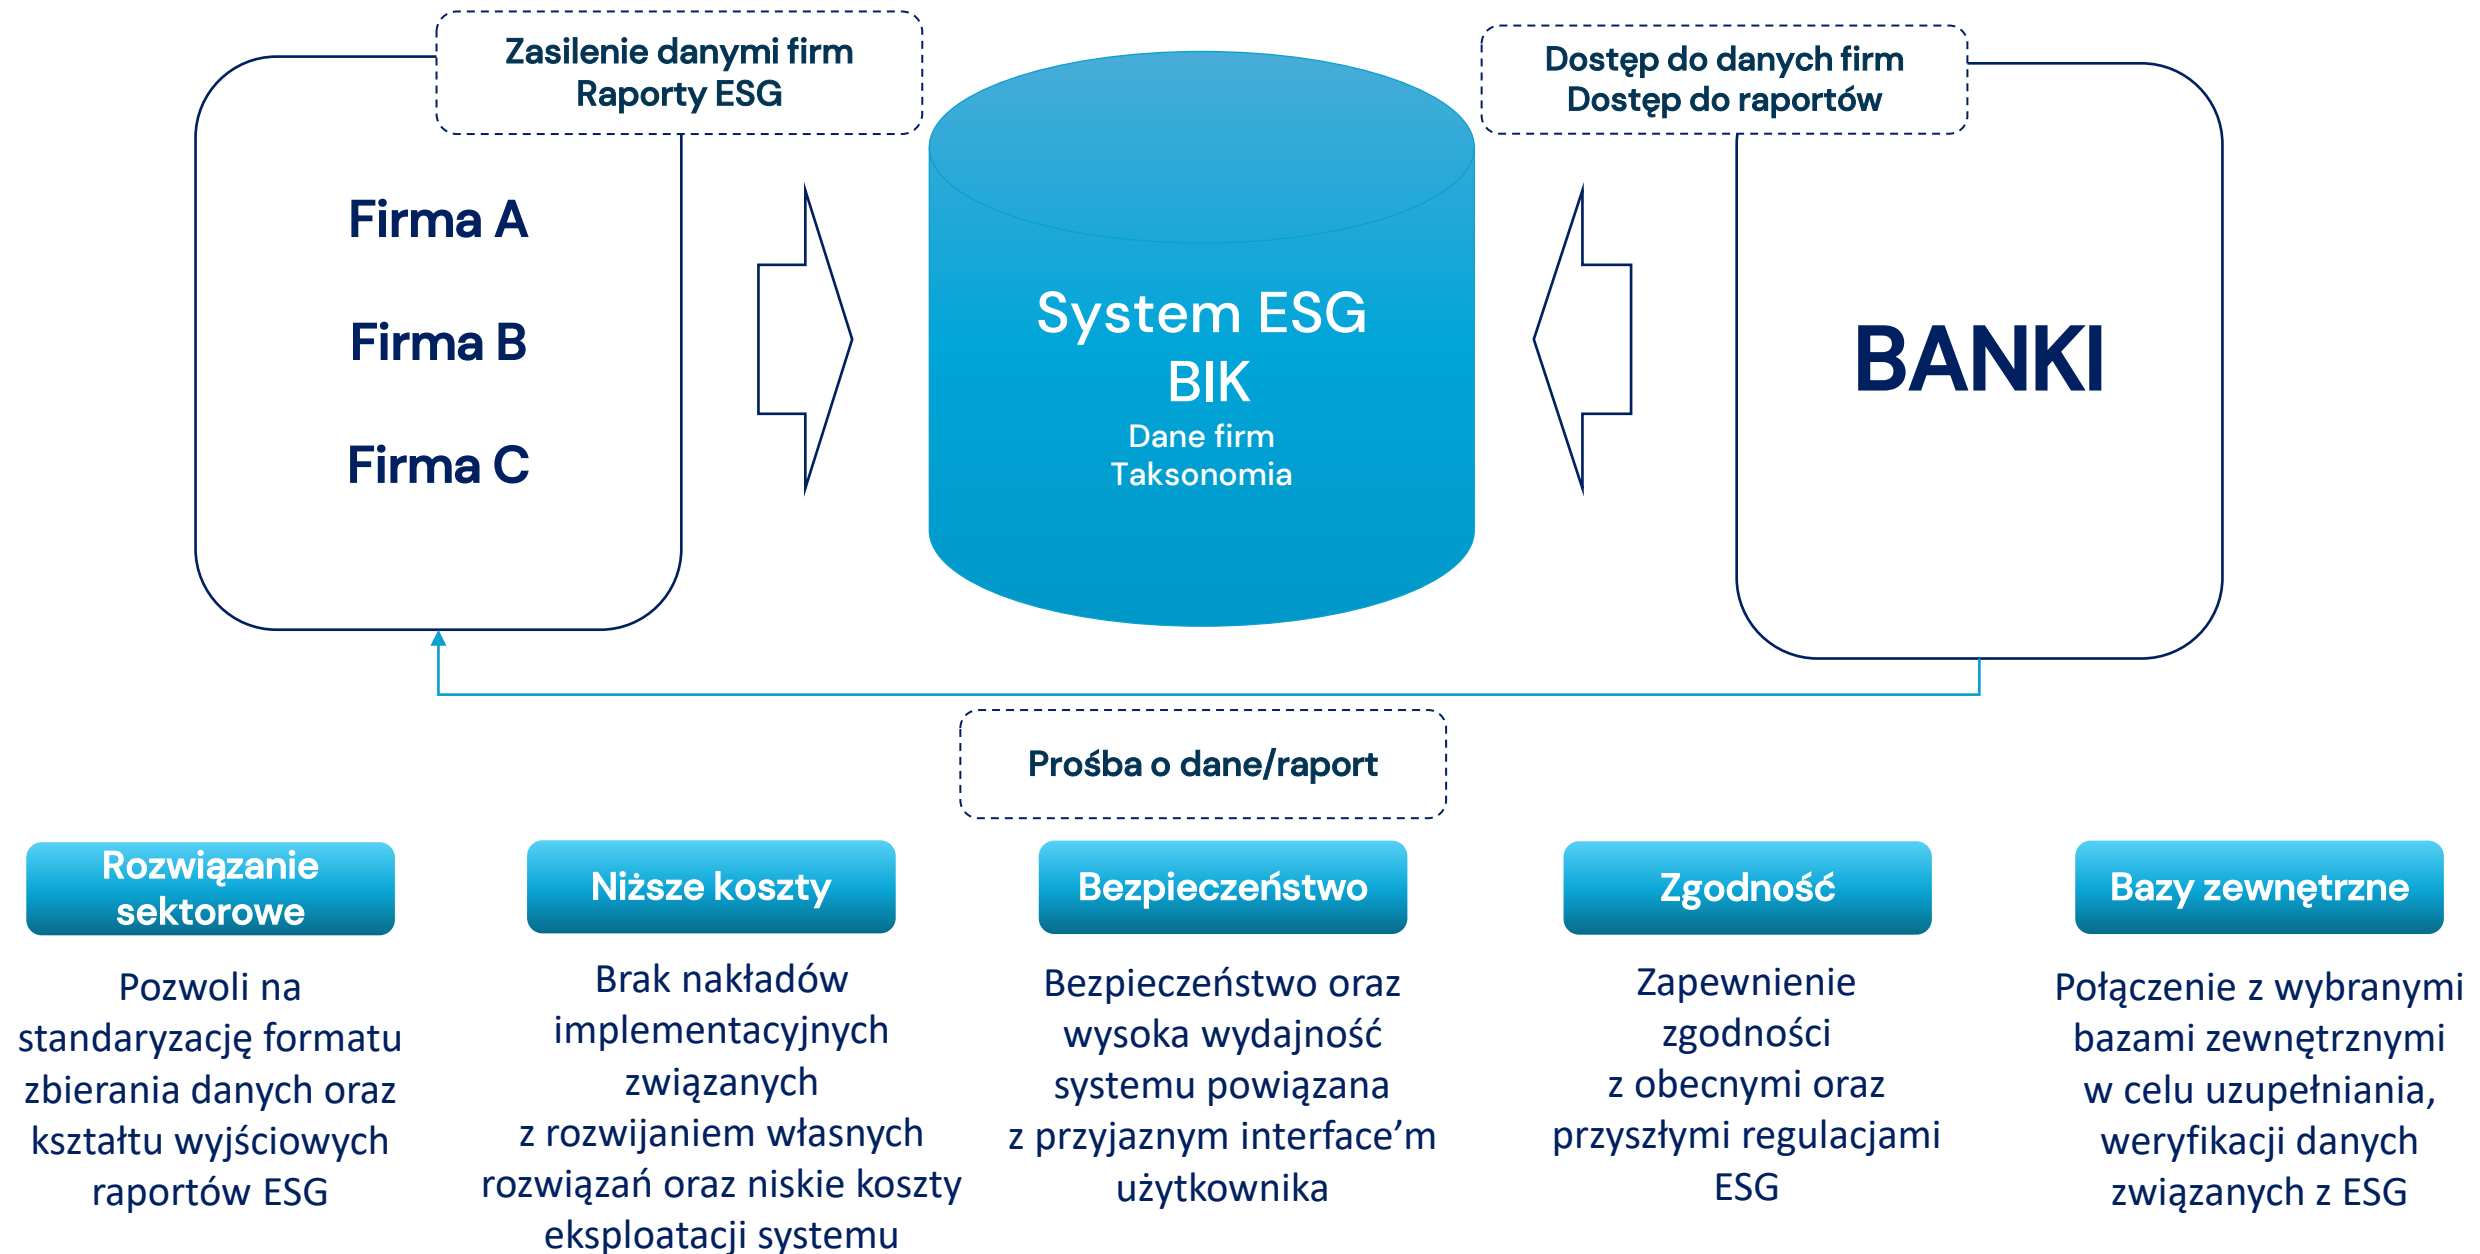 Zasilenie danymi firm
Raporty ESG
Dostęp do danych firm
Dostęp do raportów
Firma A
Firma B
Firma C
System ESG
BIK
Dane firm
Taksonomia
BANKI
Prośba o dane/raport
Rozwiązanie
sektorowe
Pozwoli na
standaryzację formatu
zbierania danych oraz
kształtu wyjściowych
raportów ESG
Niższe koszty
Brak nakładów
implementacyjnych
związanych
z rozwijaniem własnych
rozwiązań oraz niskie koszty
eksploatacji systemu
Bezpieczeństwo
Bezpieczeństwo oraz
wysoka wydajność
systemu powiązana
z przyjaznym interface’m
użytkownika
Zgodność
Zapewnienie
zgodności
z obecnymi oraz
przyszłymi regulacjami
ESG
Bazy zewnętrzne
Połączenie z wybranymi
bazami zewnętrznymi
w celu uzupełniania,
weryfikacji danych
związanych z ESG